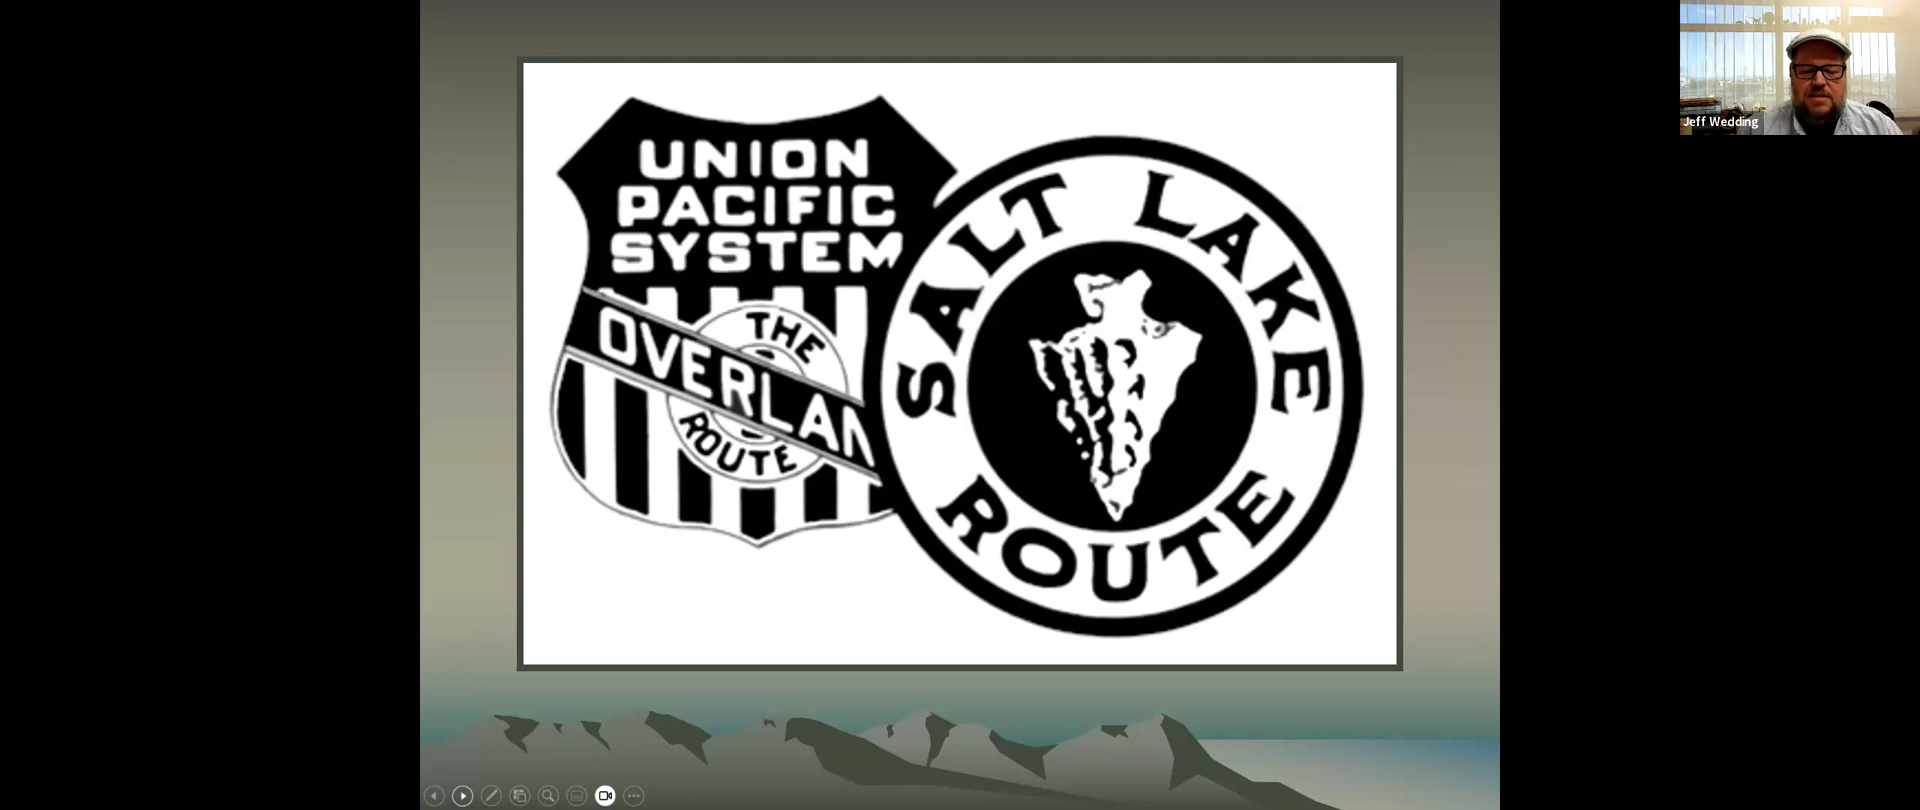 UNION
PACIFIC
SYSTEM
THE
OVERLAN
ROUTE
SALT LAKE
ROUTE
Jeff Wedding